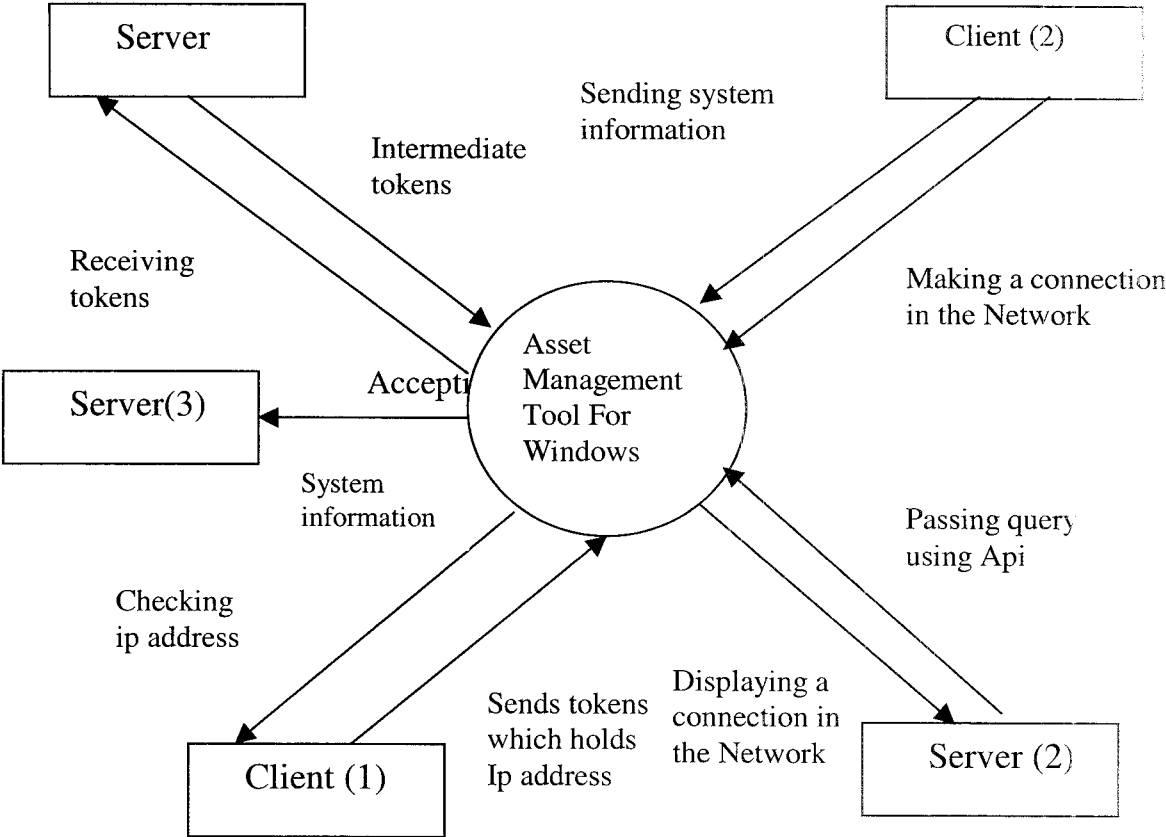 Server
Client (2)
Sending system
information
Intermediate
tokens
Receiving
tokens
Making a connection
in the Network
Asset
Management
Tool For
Windows
Server(3)
System
information
Passing query
using Api
Checking
ip address
Sends tokens
which holds
Ip address
Displaying a
connection in
the Network
Client (1)
Server (2)